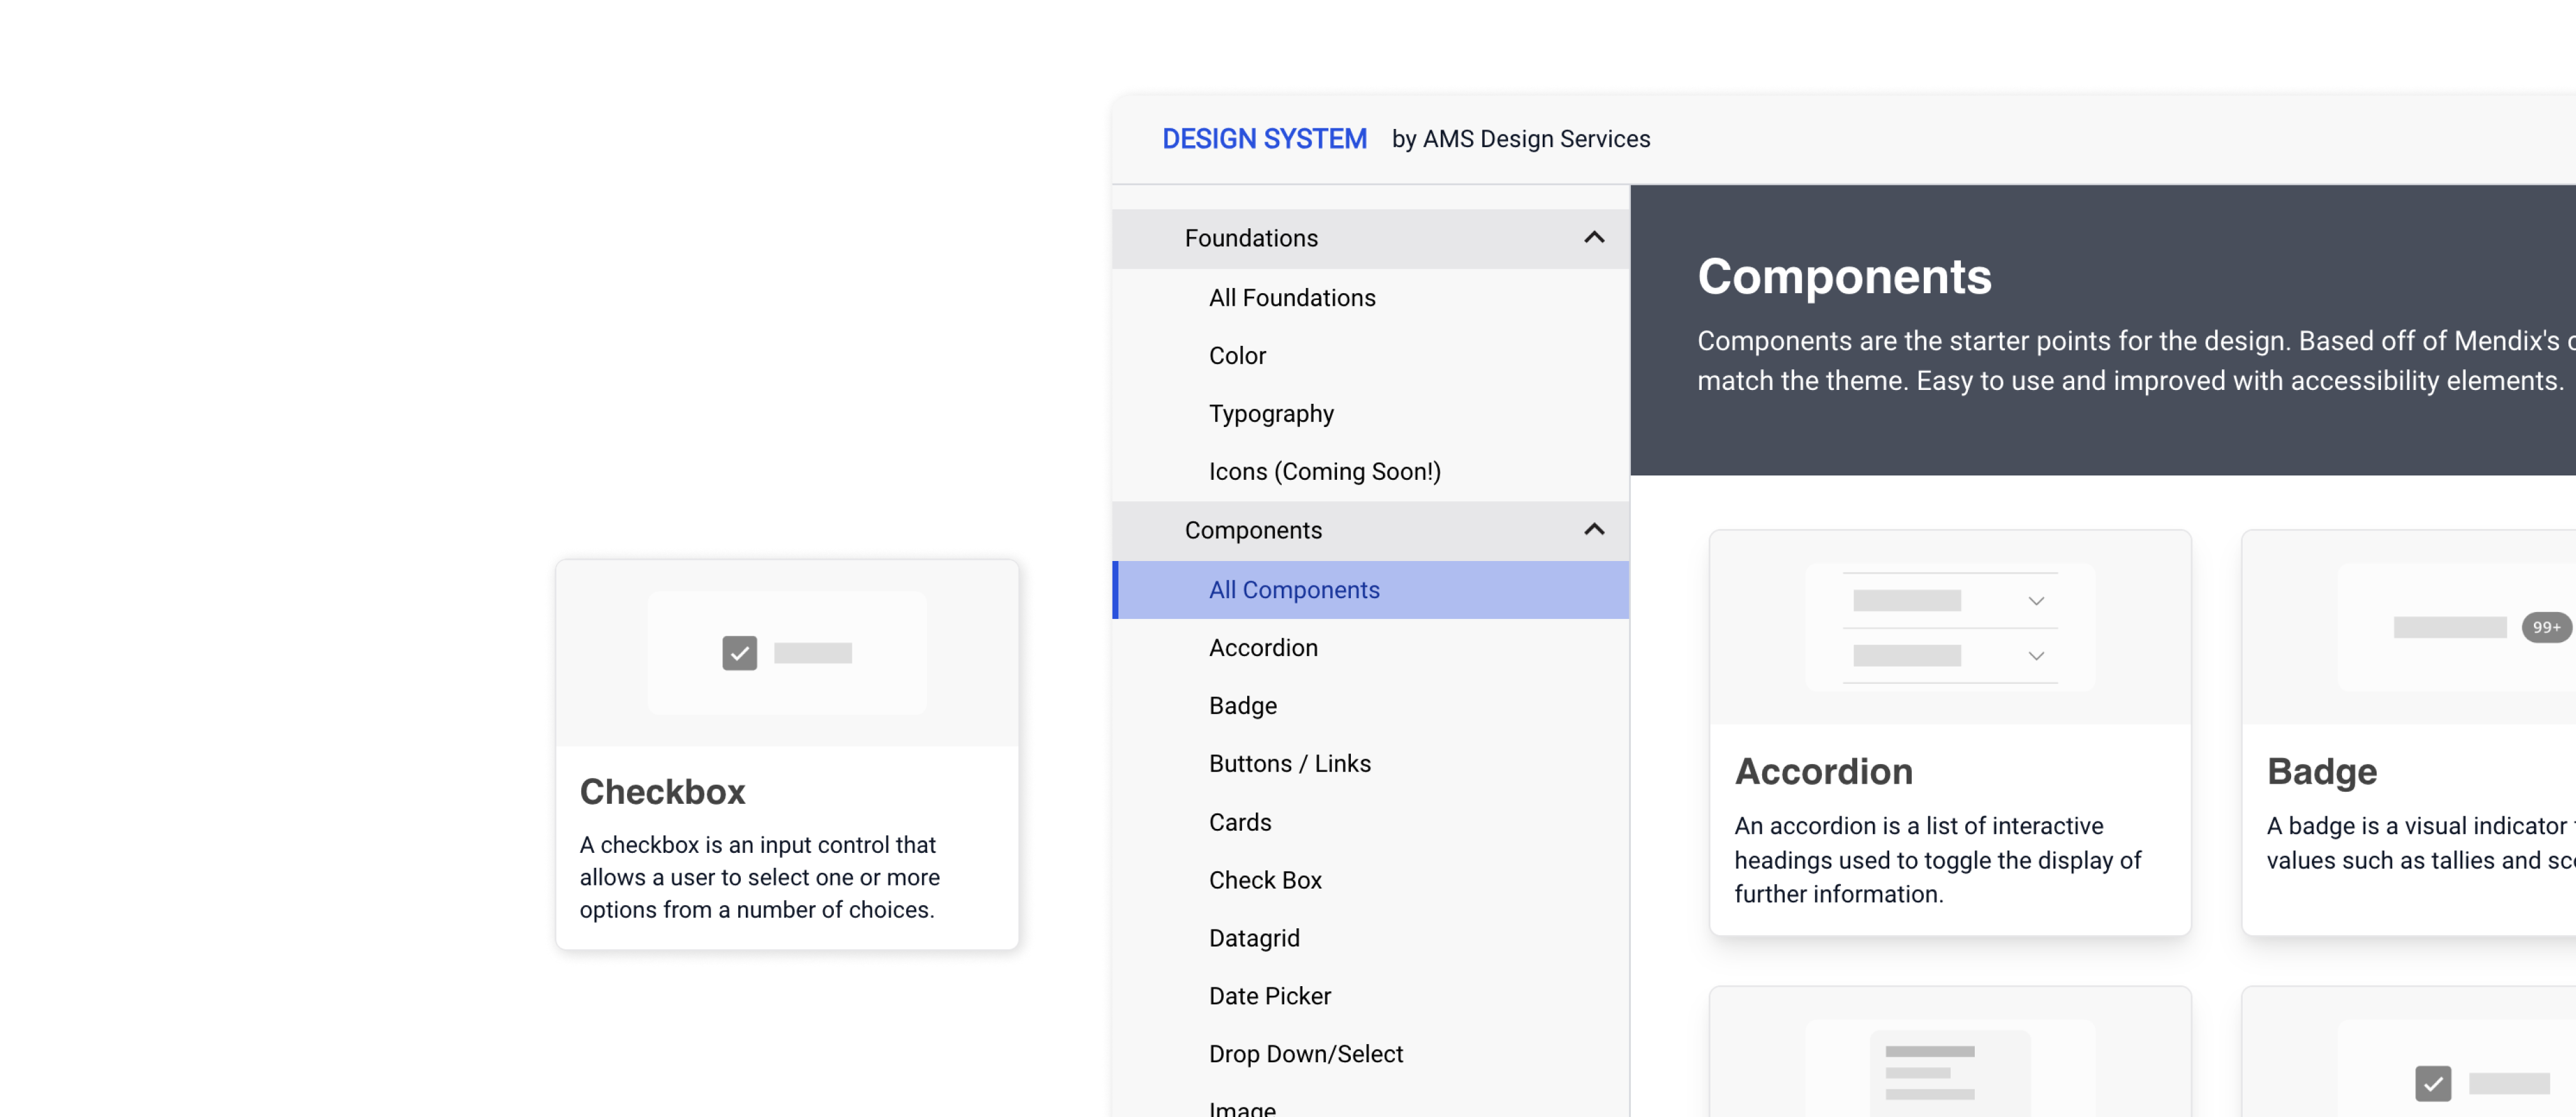 DESIGN SYSTEM by AMS Design Services
Foundations
All Foundations
Color
Typography
Icons (Coming Soon!)
Components
All Components
Accordion
Badge
Buttons / Links
Cards
Check Box
Datagrid
Date Picker
Drop Down/Select
Image
Components
Components are the starter points for the design. Based off of Mendix's
match the theme. Easy to use and improved with accessibility elements.
Accordion
An accordion is a list of interactive
headings used to toggle the display of
further information.
99+
Badge
A badge is a visual indicator
values such as tallies and
Checkbox
A checkbox is an input control that
allows a user to select one or more
options from a number of choices.